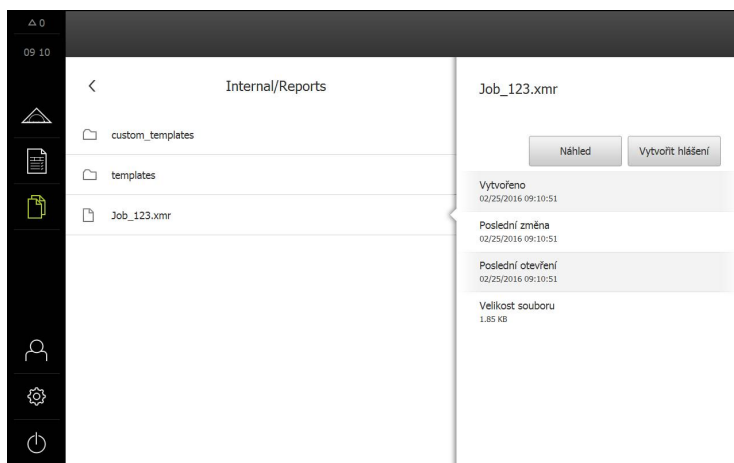 △ 0
09 10
Internal/Reports
custom_templates
templates
Job_123.xmr
Job_123.xmr
Náhled
Vytvořit hlášení
Vytvořeno
02/25/2016 09:10:51
Poslední změna
02/25/2016 09:10:51
Poslední otevření
02/25/2016 09:10:51
Velikost souboru
1.85 KB